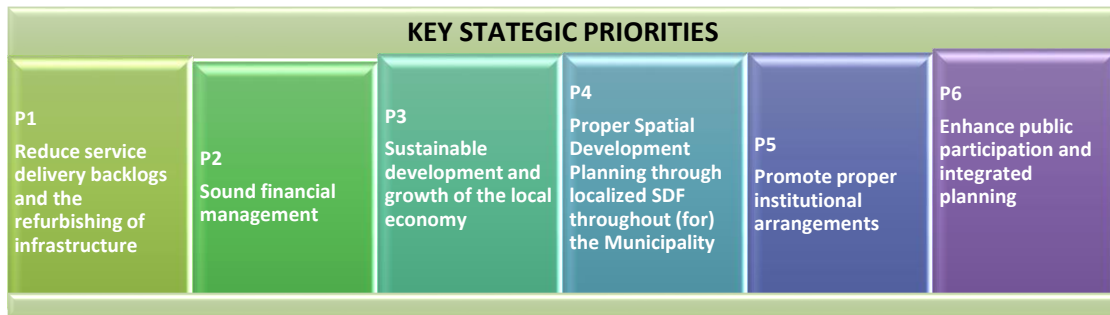 KEY STATEGIC PRIORITIES
P1
Reduce service
delivery backlogs
and the
refurbishing of
infrastructure
P2
Sound financial
management
P3
Sustainable
development and
growth of the local
economy
P4
Proper Spatial
Development
Planning through
localized SDF
throughout (for)
the Municipality
P5
Promote proper
institutional
arrangements
P6
Enhance public
participation and
integrated
planning